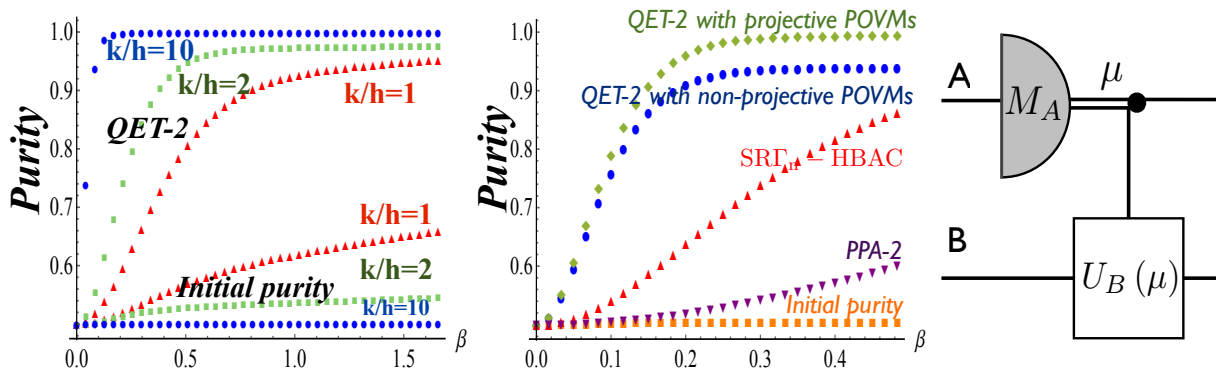 Purity
1.0
0.9
0.8
0.7
0.6
k/h=10
k/h=2
k/h=1
QET-2
k/h=1
k/h=2
Initial purity
k/h=10
0.0
0.5
1.0
1.5
β
Purity
1.0
0.9
0.8
0.7
0.6
QET-2 with projective POVMs
QET-2 with non-projective POVMs
SRΓn − HBAC
PPA-2
Initial purity
0.0
0.1
0.2
0.3
0.4
β
A
M_A
μ
B
U_B (μ)